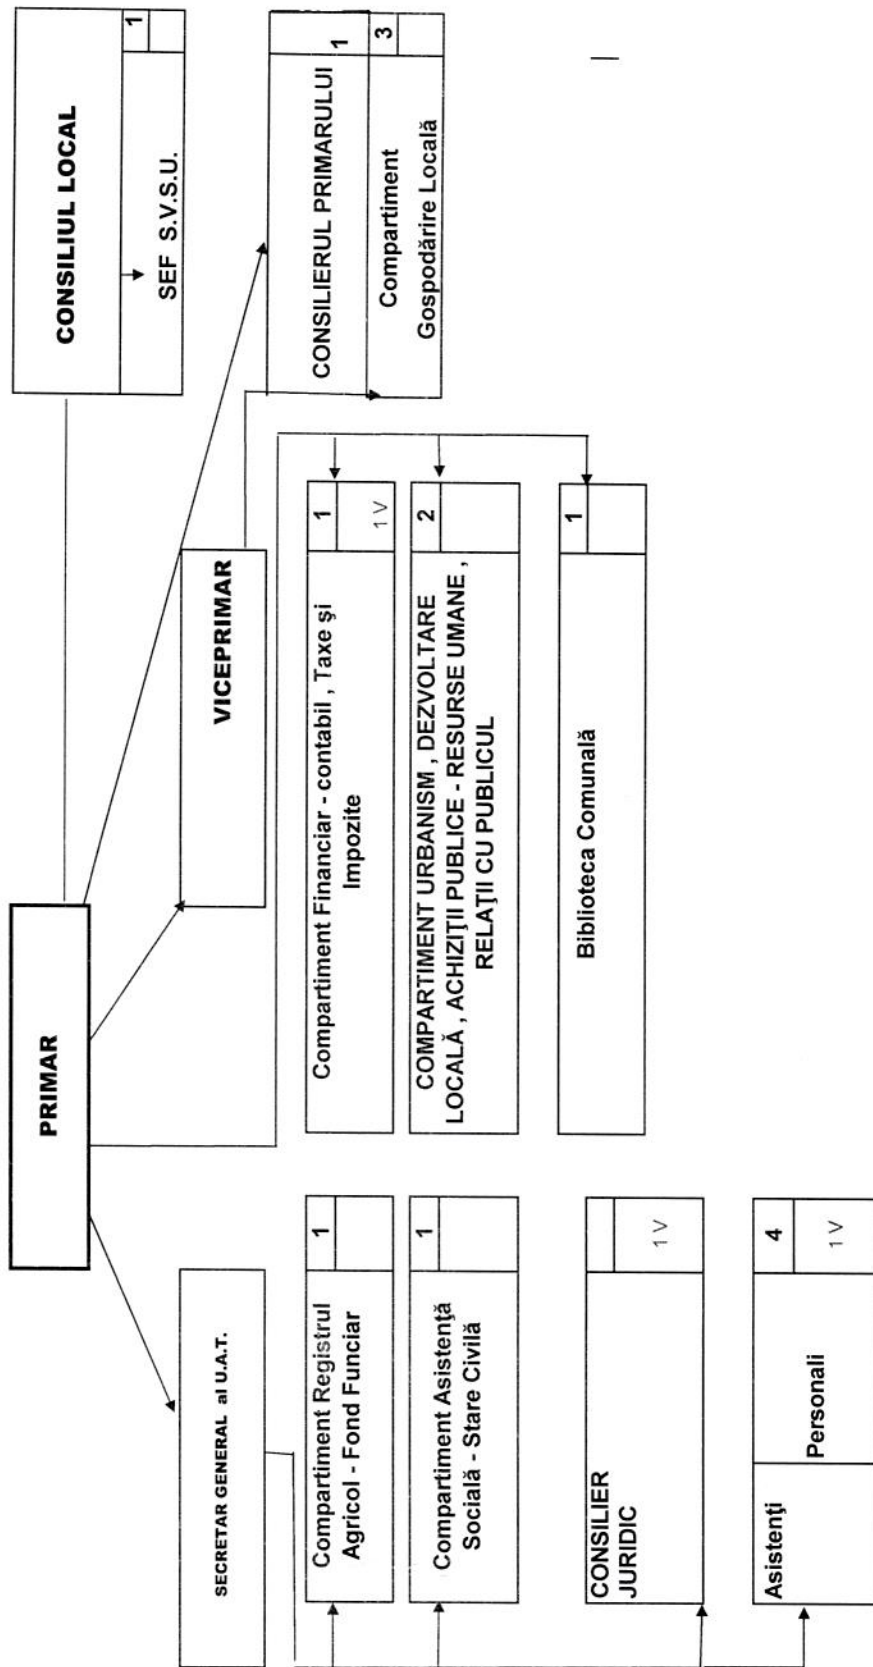 PRIMAR
CONSILIUL LOCAL
SEF S.V.S.U.
1
SECRETAR GENERAL al U.A.T.
VICEPRIMAR
CONSILIERUL PRIMARULUI
1
Compartiment
Gospodărire Locală
3
Compartiment Registrul
Agricol - Fond Funciar
1
Compartiment Asistenţă
Socială - Stare Civilă
1
CONSILIER
JURIDIC
1 V
Asistenţi
Personali
4
1 V
Compartiment Financiar - contabil , Taxe şi
Impozite
1
1 V
COMPARTIMENT URBANISM , DEZVOLTARE
LOCALĂ , ACHIZIŢII PUBLICE - RESURSE UMANE ,
RELAŢII CU PUBLICUL
2
Biblioteca Comunală
1